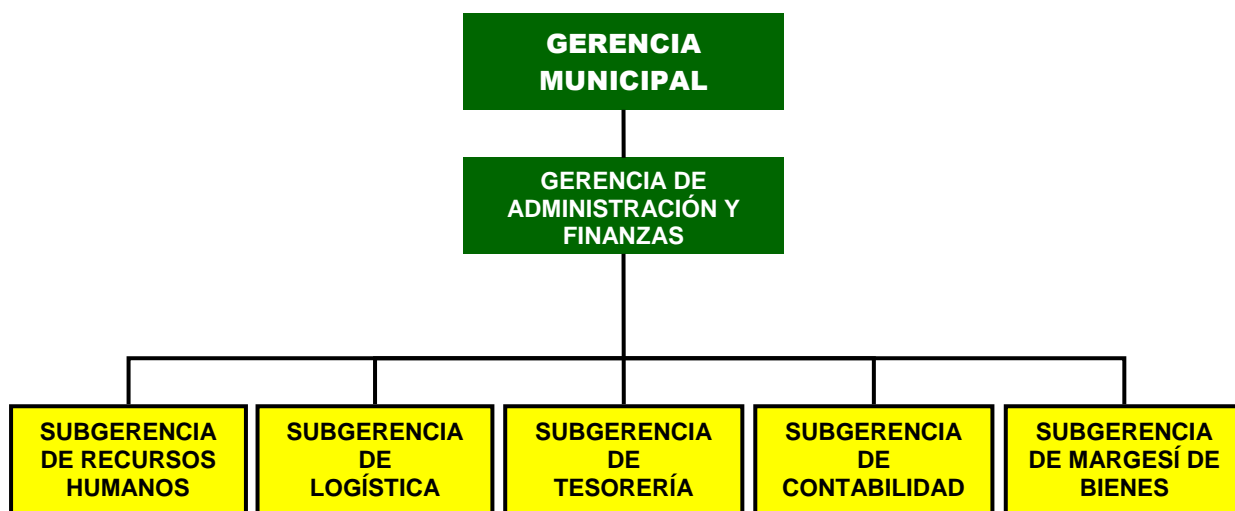 GERENCIA
MUNICIPAL
GERENCIA DE
ADMINISTRACIÓN Y
FINANZAS
SUBGERENCIA
DE RECURSOS
HUMANOS
SUBGERENCIA
DE
LOGÍSTICA
SUBGERENCIA
DE
TESORERÍA
SUBGERENCIA
DE
CONTABILIDAD
SUBGERENCIA
DE MARGESÍ DE
BIENES